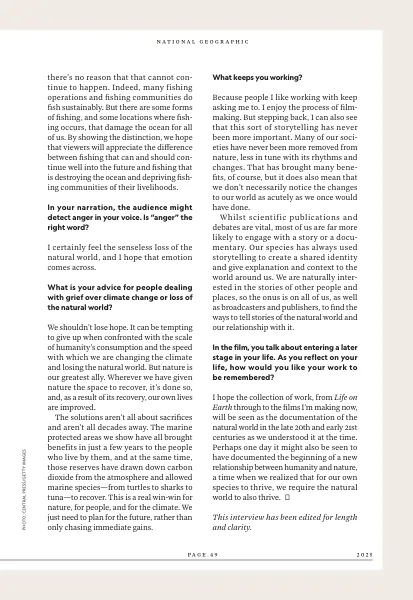 NATIONAL GEOGRAPHIC
there's no reason that that cannot con-
tinue to happen. Indeed, many fishing
operations and fishing communities do
fish sustainably. But there are some forms
of fishing, and some locations where fish-
ing occurs, that damage the ocean for all
of us. By showing the distinction, we hope
that viewers will appreciate the difference
between fishing that can and should con-
tinue well into the future and fishing that
is destroying the ocean and depriving fish-
ing communities of their livelihoods.
In your narration, the audience might
detect anger in your voice. Is "anger" the
right word?
I certainly feel the senseless loss of the
natural world, and I hope that emotion
comes across.
What is your advice for people dealing
with grief over climate change or loss of
the natural world?
We shouldn't lose hope. It can be tempting
to give up when confronted with the scale
of humanity's consumption and the speed
with which we are changing the climate
and losing the natural world. But nature is
our greatest ally. Wherever we have given
nature the space to recover, it's done so,
and, as a result of its recovery, our own lives
are improved.
The solutions aren't all about sacrifices
and aren't all decades away. The marine
protected areas we show have all brought
benefits in just a few years to the people
who live by them, and at the same time,
those reserves have drawn down carbon
dioxide from the atmosphere and allowed
marine species—from turtles to sharks to
tuna—to recover. This is a real win-win for
nature, for people, and for the climate. We
just need to plan for the future, rather than
only chasing immediate gains.
What keeps you working?
Because people I like working with keep
asking me to. I enjoy the process of film-
making. But stepping back, I can also see
that this sort of storytelling has never
been more important. Many of our soci-
eties have never been more removed from
nature, less in tune with its rhythms and
changes. That has brought many bene-
fits, of course, but it does also mean that
we don't necessarily notice the changes
to our world as acutely as we once would
have done.
Whilst scientific publications and
debates are vital, most of us are far more
likely to engage with a story or a docu-
mentary. Our species has always used
storytelling to create a shared identity
and give explanation and context to the
world around us. We are naturally inter-
ested in the stories of other people and
places, so the onus is on all of us, as well
as broadcasters and publishers, to find the
ways to tell stories of the natural world and
our relationship with it.
In the film, you talk about entering a later
stage in your life. As you reflect on your
life, how would you like your work to
be remembered?
I hope the collection of work, from Life on
Earth through to the films I'm making now,
will be seen as the documentation of the
natural world in the late 20th and early 21st
centuries as we understood it at the time.
Perhaps one day it might also be seen to
have documented the beginning of a new
relationship between humanity and nature,
a time when we realized that for our own
species to thrive, we require the natural
world to also thrive.
This interview has been edited for length
and clarity.
PAGE 49
202